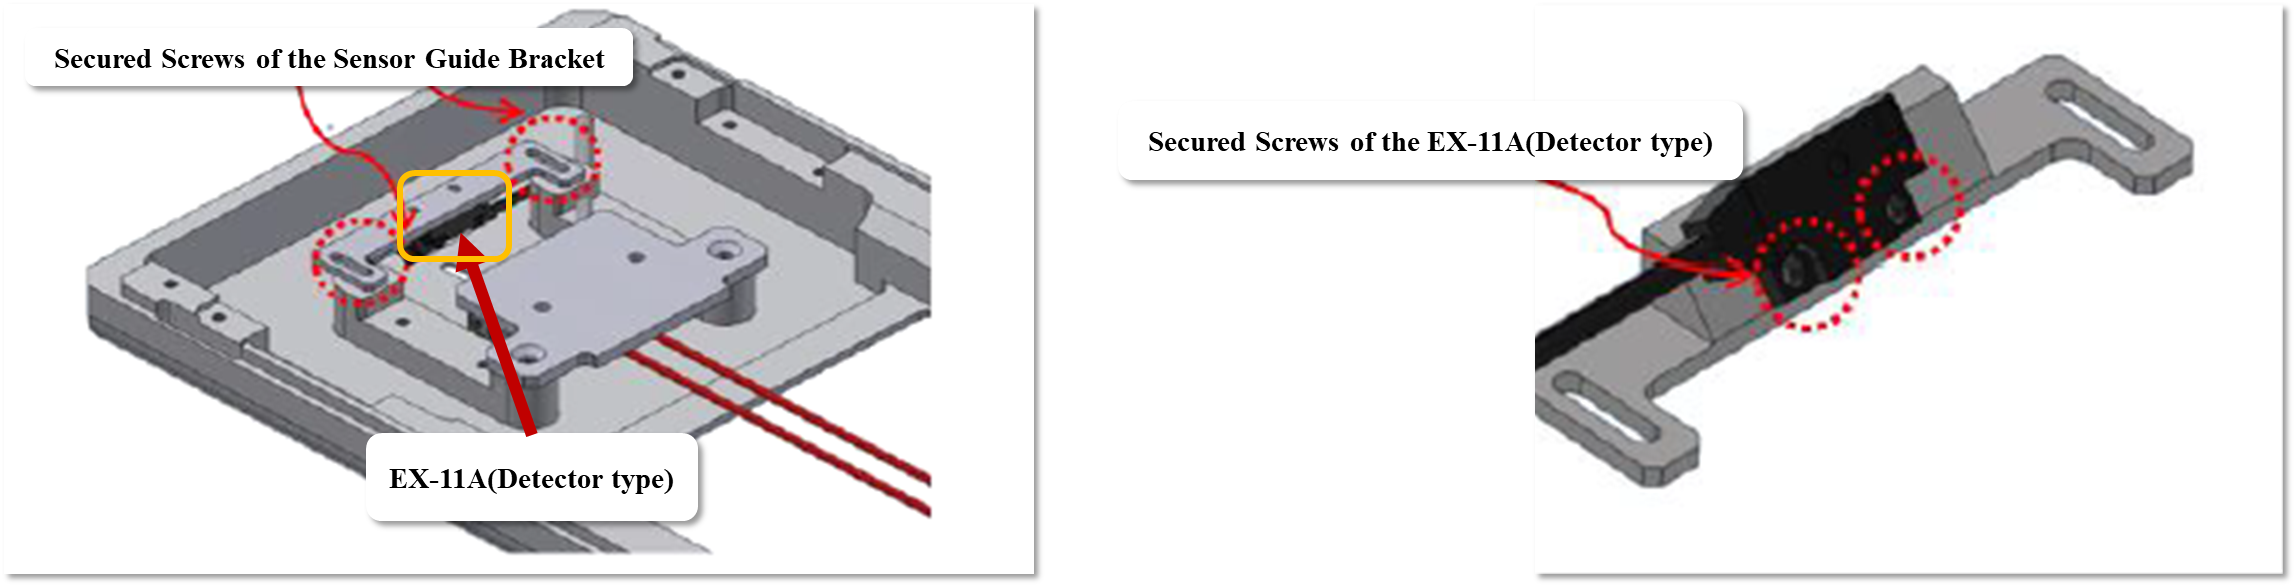 Secured Screws of the Sensor Guide Bracket
EX-11A(Detector type)
Secured Screws of the EX-11A(Detector type)